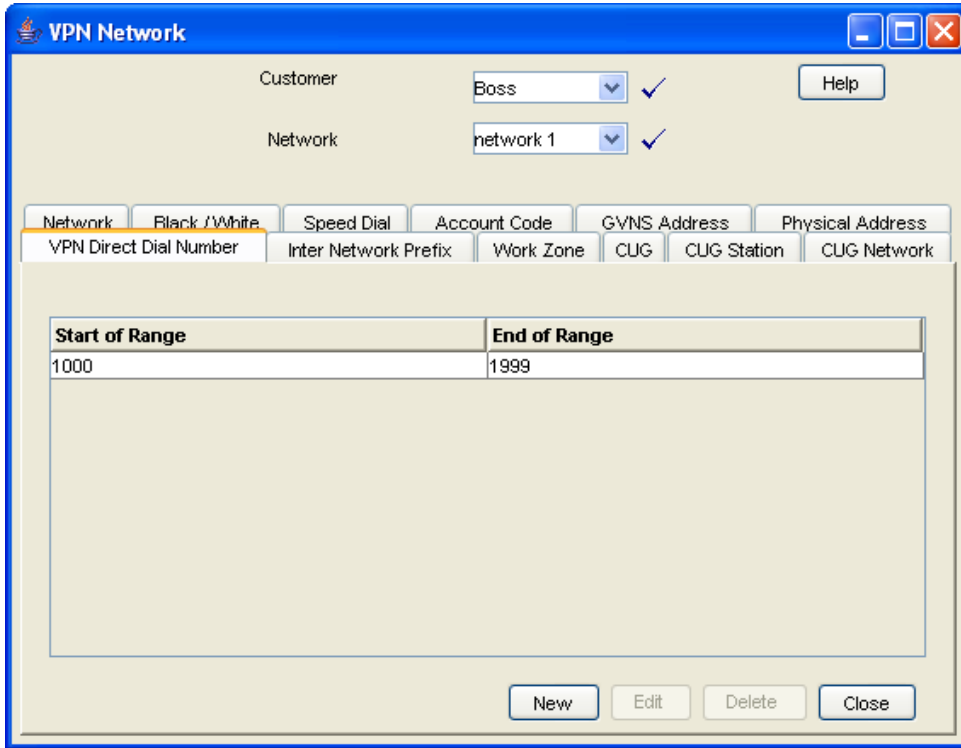 VPN Network
Customer Boss Help
Network network 1
Network Black / White Speed Dial Account Code GVNS Address Physical Address
VPN Direct Dial Number Inter Network Prefix Work Zone CUG CUG Station CUG Network
Start of Range End of Range
1000 1999
New Edit Delete Close